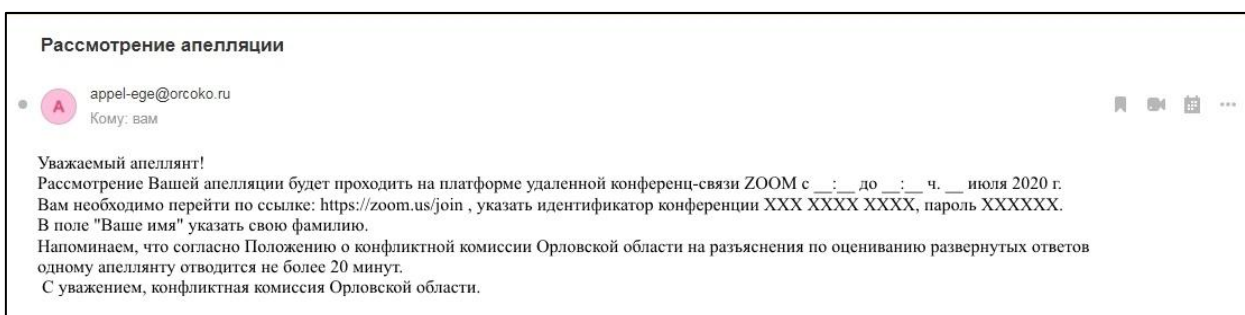 Рассмотрение апелляции
А
appel-ege@orcoko.ru
Кому: вам
Уважаемый апеллянт!
Рассмотрение Вашей апелляции будет проходить на платформе удаленной конференц-связи ZOOM с __:__ до __:__ ч. __ июля 2020 г.
Вам необходимо перейти по ссылке: https://zoom.us/join , указать идентификатор конференции XXX XXXX XXXX, пароль XXXXXX.
В поле "Ваше имя" указать свою фамилию.
Напоминаем, что согласно Положению о конфликтной комиссии Орловской области на разъяснения по оцениванию развернутых ответов
одному апеллянту отводится не более 20 минут.
С уважением, конфликтная комиссия Орловской области.